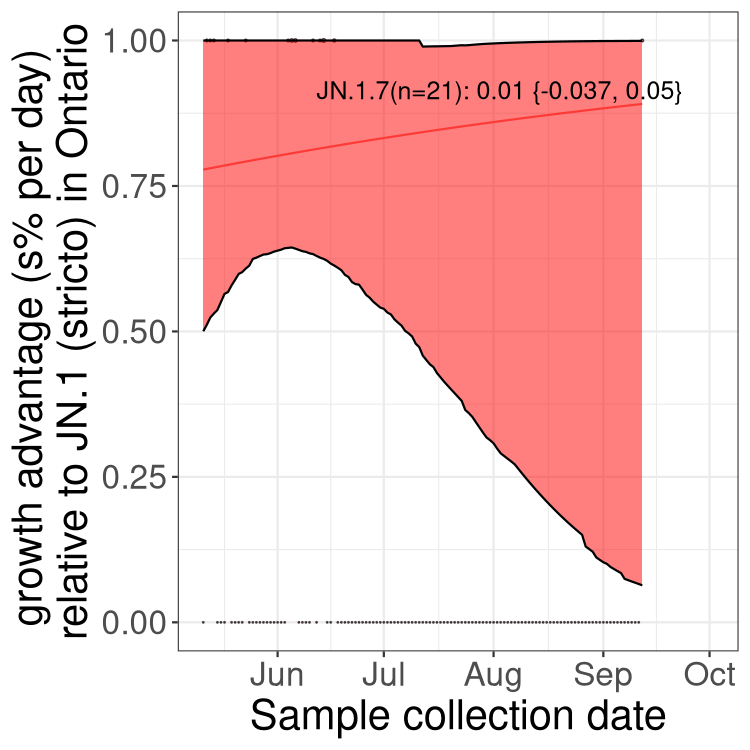 growth advantage (s% per day)
relative to JN.1 (stricto) in Ontario
1.00
0.75
0.50
0.25
0.00
JN.1.7(n=21): 0.01 {-0.037, 0.05}
Jun
Jul
Aug
Sep
Oct
Sample collection date